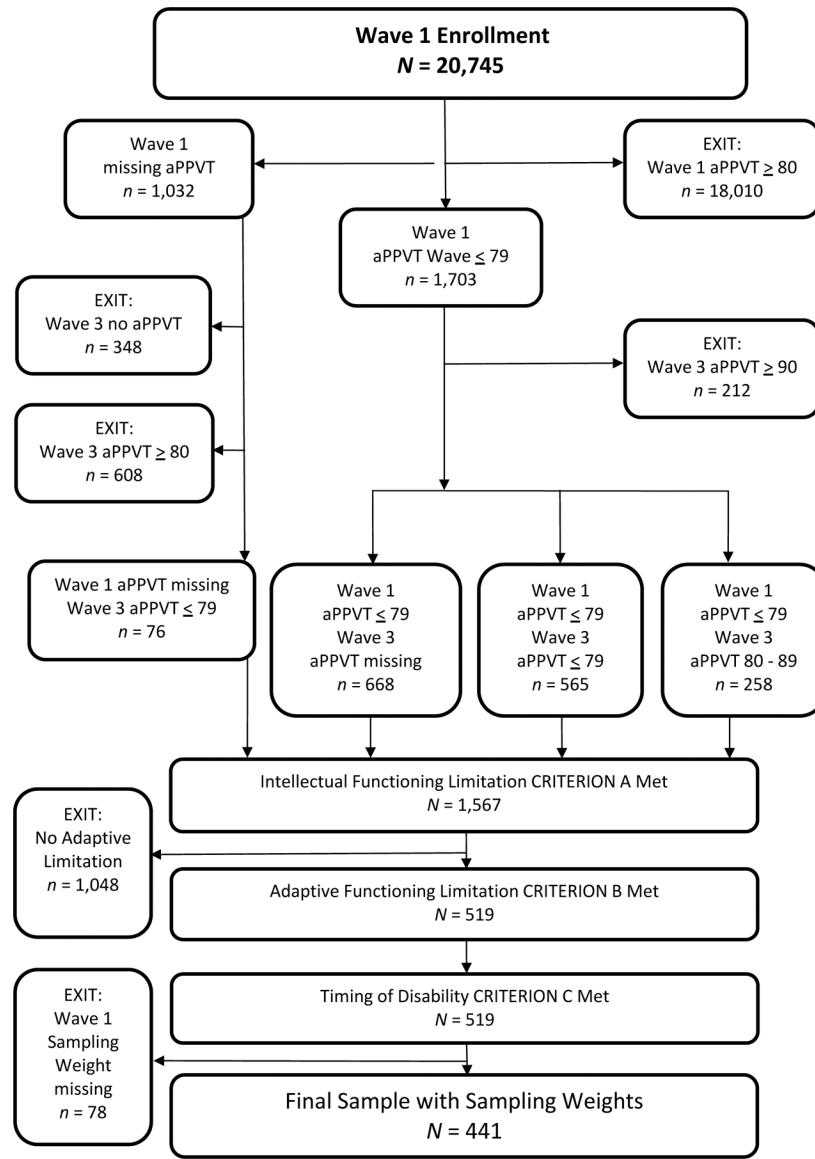 Wave 1 Enrollment
N = 20,745
Wave 1
missing aPPVT
n = 1,032
EXIT:
Wave 1 aPPVT ≥ 80
n = 18,010
Wave 1
aPPVT Wave ≤ 79
n = 1,703
EXIT:
Wave 3 no aPPVT
n = 348
EXIT:
Wave 3 aPPVT ≥ 90
n = 212
EXIT:
Wave 3 aPPVT ≥ 80
n = 608
Wave 1 aPPVT missing
Wave 3 aPPVT ≤ 79
n = 76
Wave 1
aPPVT ≤ 79
Wave 3
aPPVT missing
n = 668
Wave 1
aPPVT ≤ 79
Wave 3
aPPVT ≤ 79
n = 565
Wave 1
aPPVT ≤ 79
Wave 3
aPPVT 80 - 89
n = 258
Intellectual Functioning Limitation CRITERION A Met
N = 1,567
EXIT:
No Adaptive
Limitation
n = 1,048
Adaptive Functioning Limitation CRITERION B Met
N = 519
Timing of Disability CRITERION C Met
N = 519
EXIT:
Wave 1
Sampling
Weight
missing
n = 78
Final Sample with Sampling Weights
N = 441